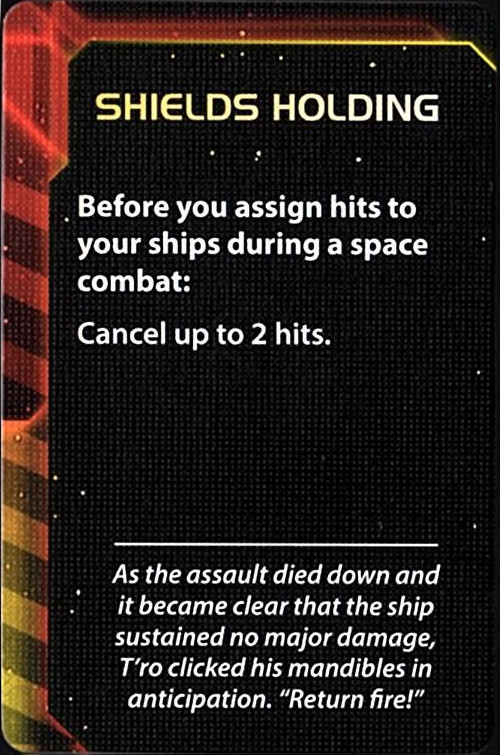 SHIELDS HOLDING
Before you assign hits to
your ships during a space
combat:
Cancel up to 2 hits.
As the assault died down and
it became clear that the ship
sustained no major damage,
T'ro clicked his mandibles in
anticipation. “Return fire!”